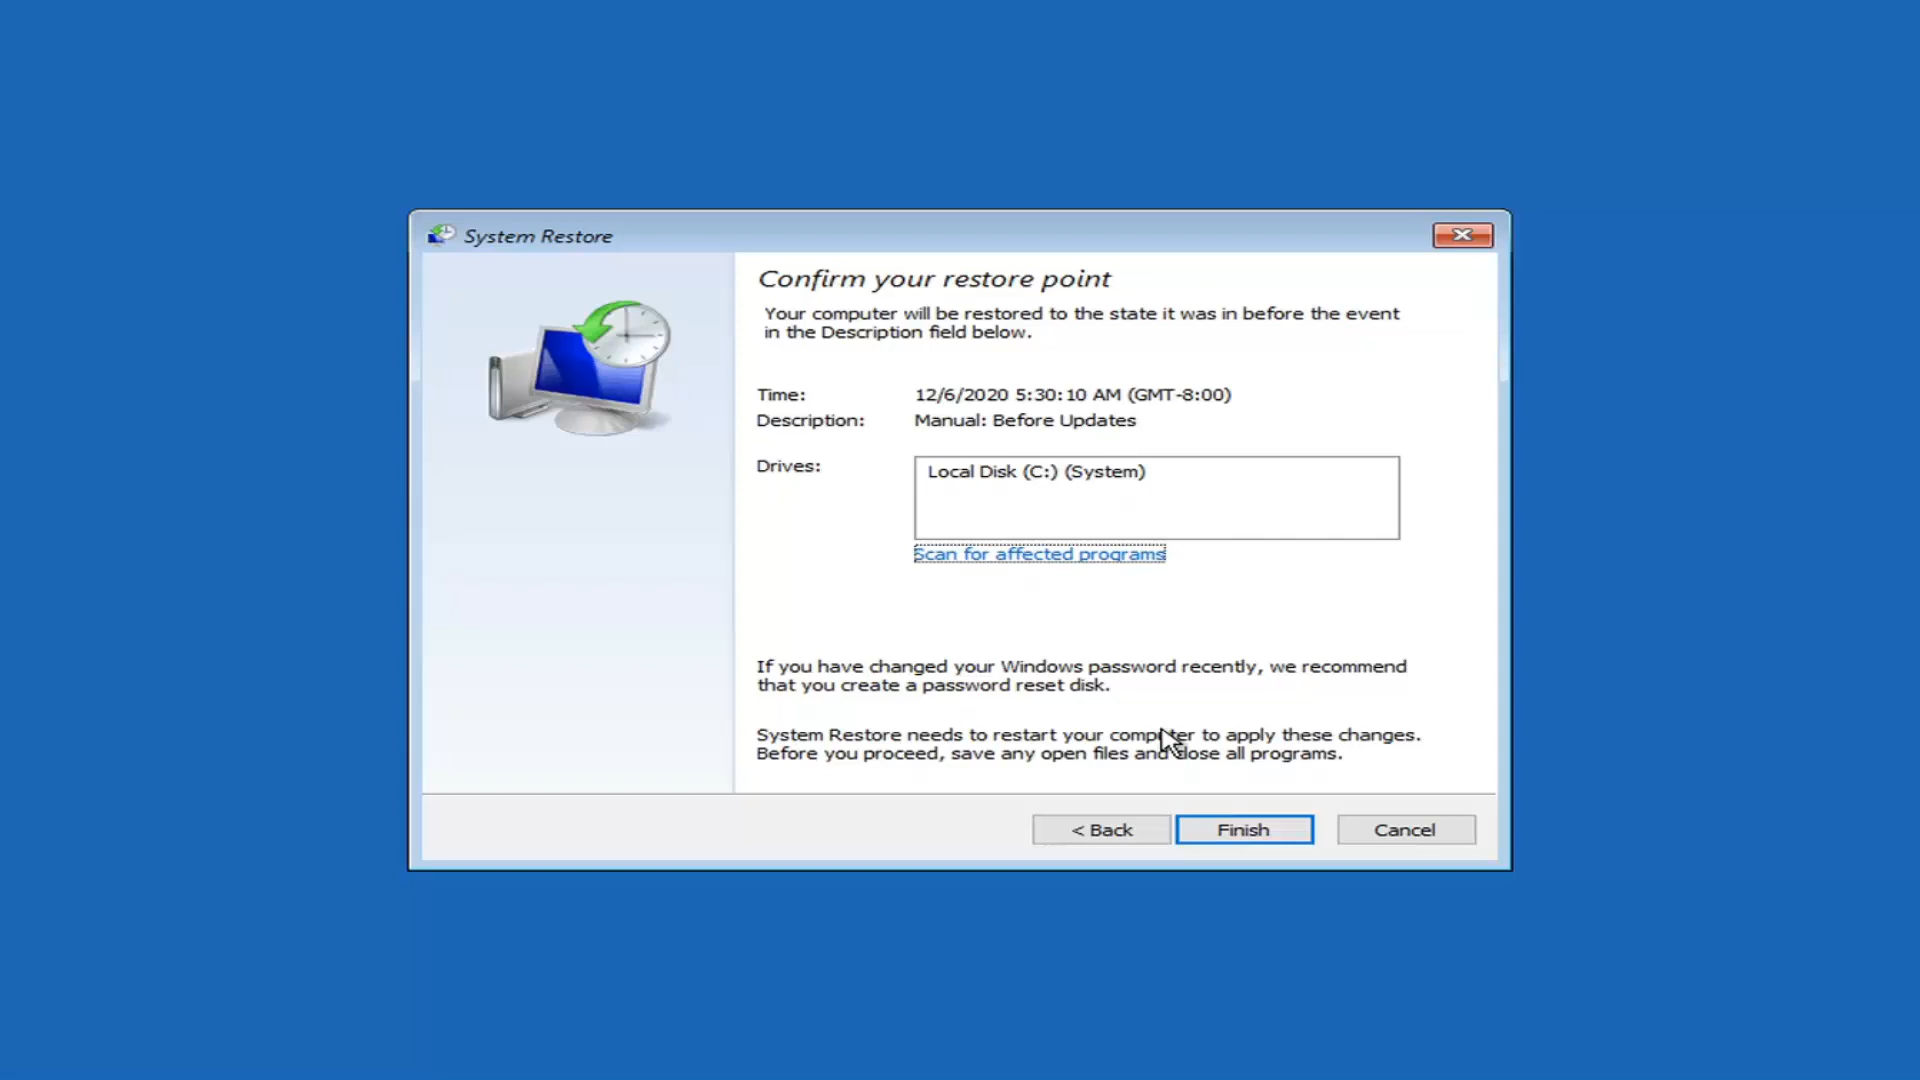 System Restore
Confirm your restore point
Your computer will be restored to the state it was in before the event
in the Description field below.
Time: 12/6/2020 5:30:10 AM (GMT-8:00)
Description: Manual: Before Updates
Drives: Local Disk (C:) (System)
Scan for affected programs
If you have changed your Windows password recently, we recommend
that you create a password reset disk.
System Restore needs to restart your computer to apply these changes.
Before you proceed, save any open files and close all programs.
< Back Finish Cancel